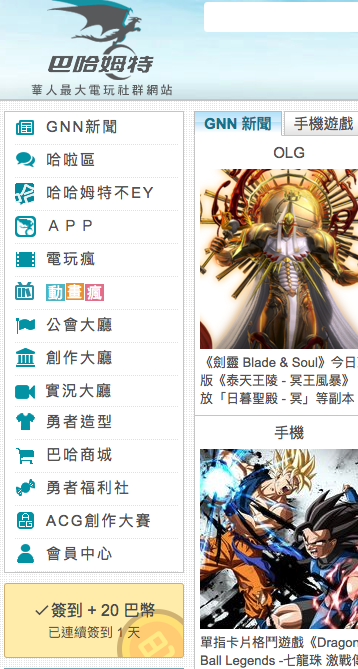 巴哈姆特
華人最大電玩社群網站
GNN新聞
哈啦區
哈哈姆特不EY
ＡＰＰ
電玩瘋
動畫瘋
公會大廳
創作大廳
實況大廳
勇者造型
巴哈商城
勇者福利社
ACG創作大賽
會員中心
簽到 + 20 巴幣
已連續簽到 1 天
GNN 新聞
手機遊戲
OLG
《劍靈 Blade & Soul》今日
版《泰天王陵 - 冥王風暴》
放「日暮聖殿 - 冥」等副本
手機
單指卡片格鬥遊戲《Dragon
Ball Legends -七龍珠 激戰